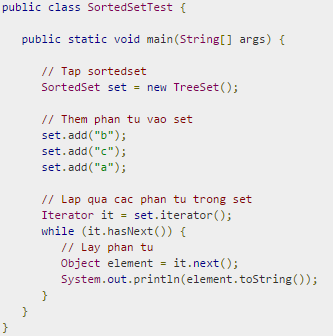 public class SortedSetTest {
public static void main(String[] args) {
// Tap sortedset
SortedSet set = new TreeSet();
// Them phan tu vao set
set.add("b");
set.add("c");
set.add("a");
// Lap qua cac phan tu trong set
Iterator it = set.iterator();
while (it.hasNext()) {
// Lay phan tu
Object element = it.next();
System.out.println(element.toString());
}
}
}